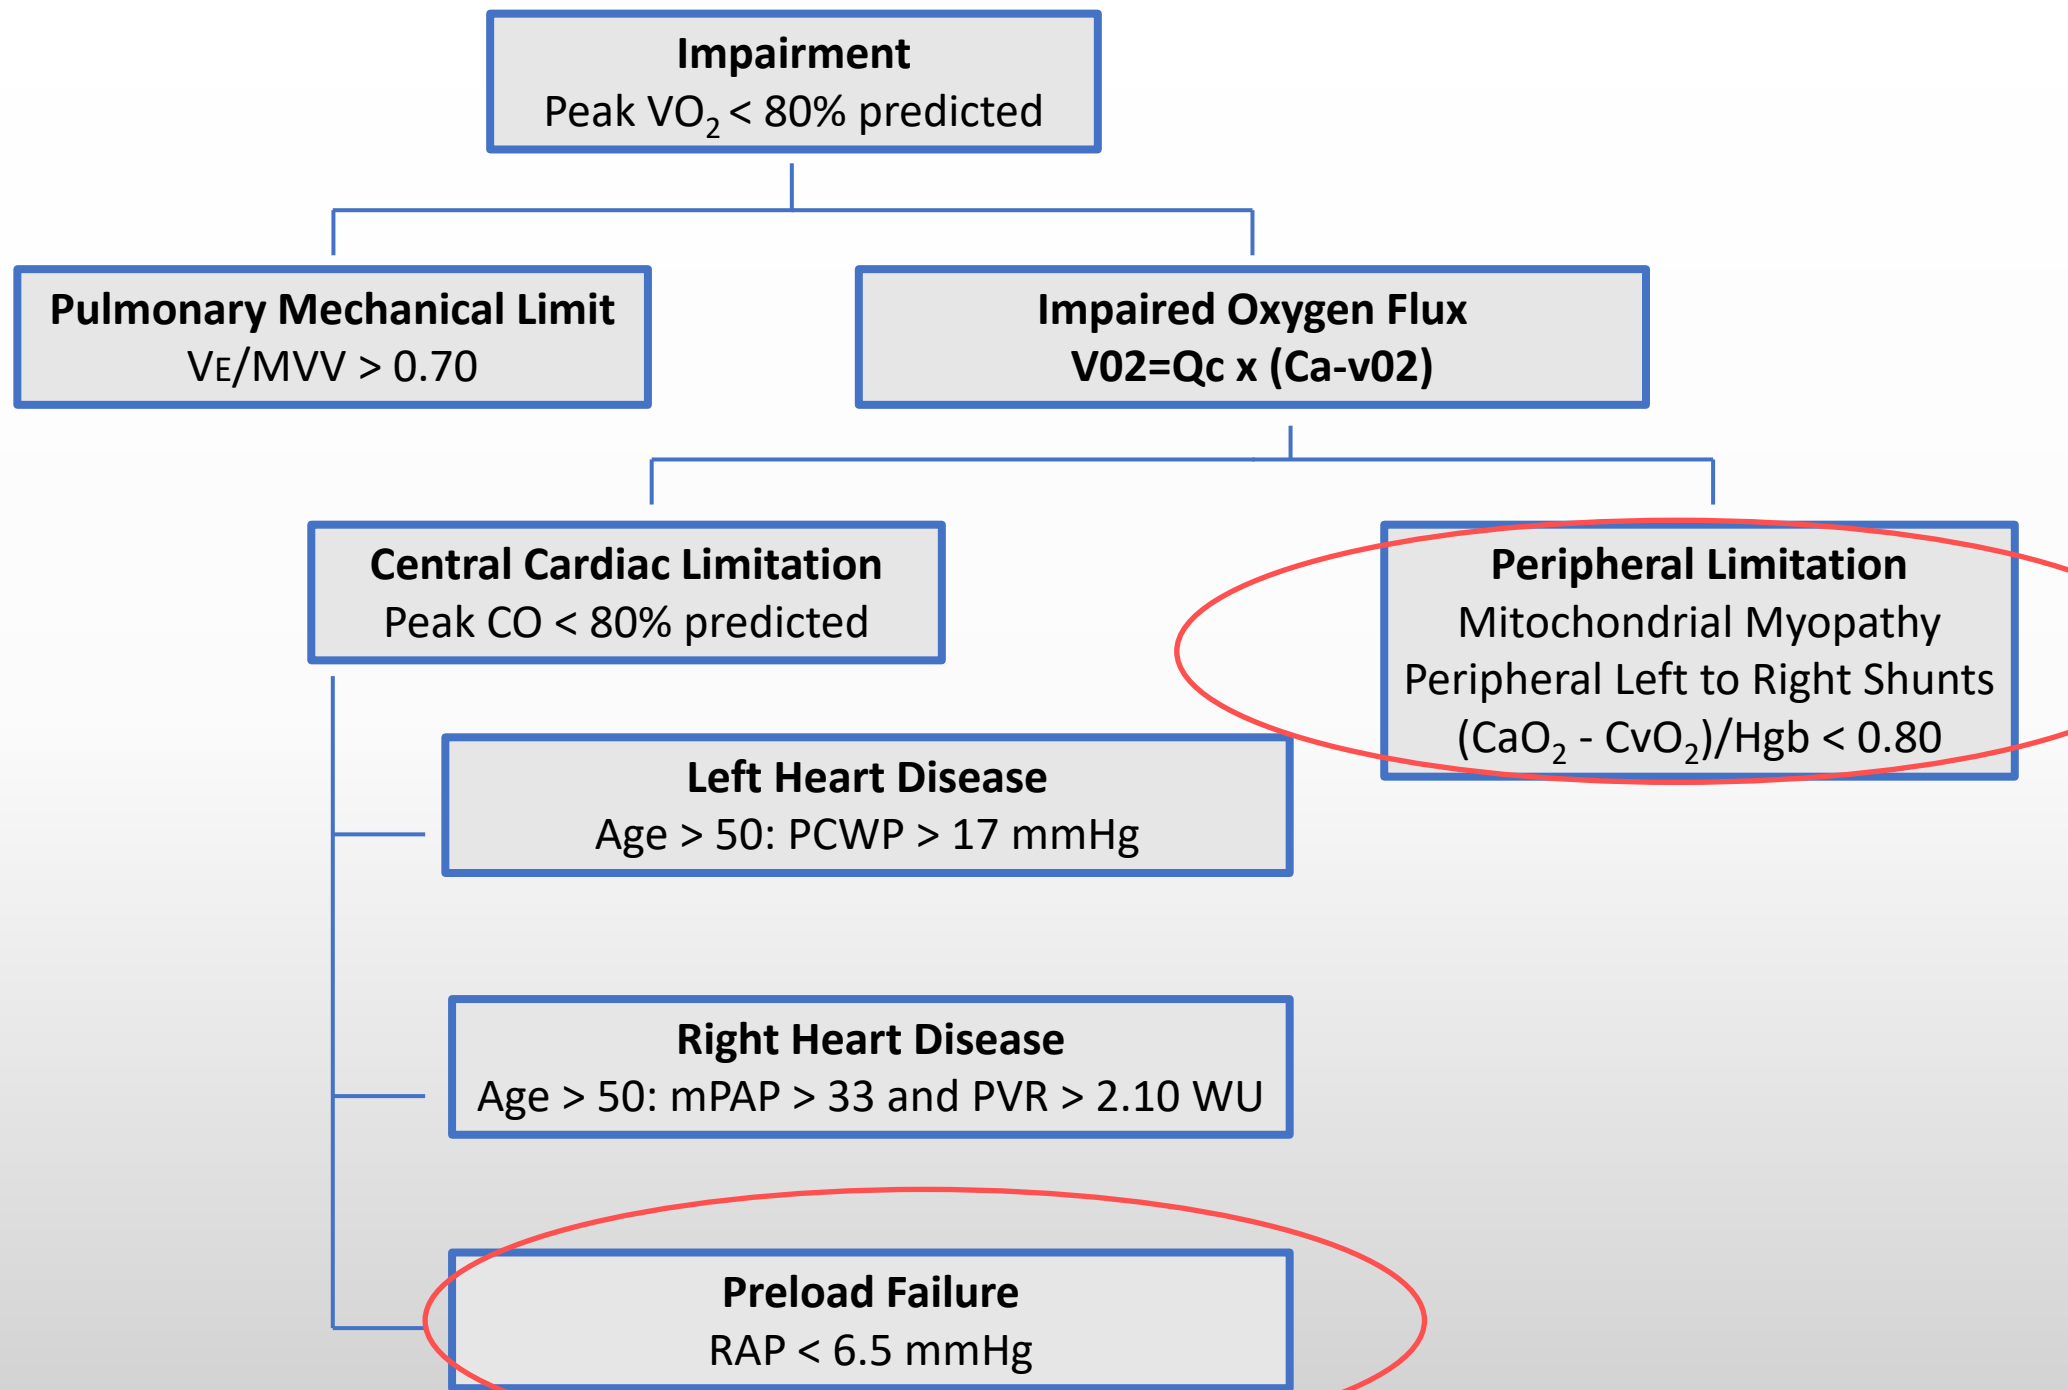 Impairment
Peak VO₂ < 80% predicted
Pulmonary Mechanical Limit
VE/MVV > 0.70
Impaired Oxygen Flux
V02=Qc x (Ca-v02)
Central Cardiac Limitation
Peak CO < 80% predicted
Peripheral Limitation
Mitochondrial Myopathy
Peripheral Left to Right Shunts
(CaO₂ - CvO₂)/Hgb < 0.80
Left Heart Disease
Age > 50: PCWP > 17 mmHg
Right Heart Disease
Age > 50: mPAP > 33 and PVR > 2.10 WU
Preload Failure
RAP < 6.5 mmHg